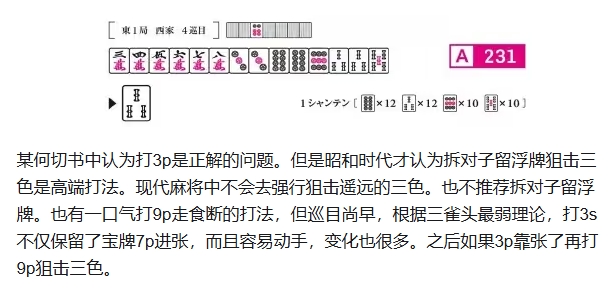 東1局 西家 4巡目
A 231
1シャンテン[ ×12 ×12 ×10 ×10]
某何切书中认为打3p是正解的问题。但是昭和时代才认为拆对子留浮牌狙击三
色是高端打法。现代麻将中不会去强行狙击遥远的三色。也不推荐拆对子留浮
牌。也有一口气打9p走食断的打法，但巡目尚早，根据三雀头最弱理论，打3s
不仅保留了宝牌7p进张，而且容易动手，变化也很多。之后如果3p靠张了再打
9p狙击三色。